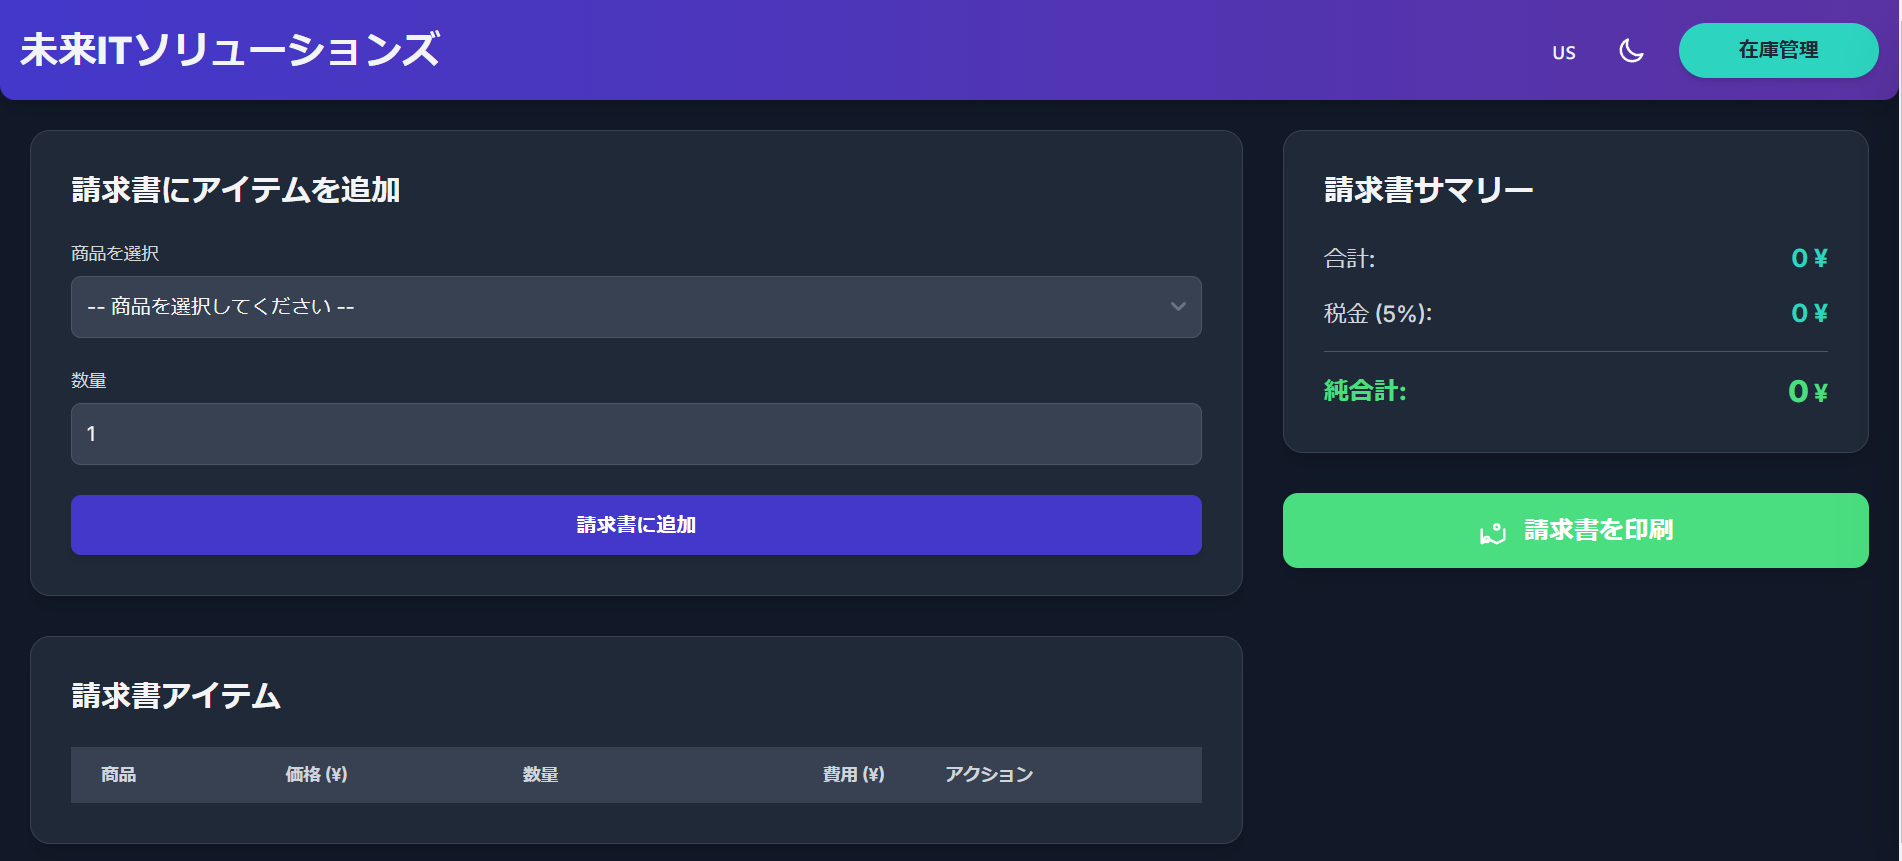 未来ITソリューションズ
US
在庫管理
請求書にアイテムを追加
商品を選択
-- 商品を選択してください --
数量
1
請求書に追加
請求書サマリー
合計: 0 ¥
税金 (5%): 0 ¥
純合計: 0 ¥
請求書を印刷
請求書アイテム
商品 価格 (¥) 数量 費用 (¥) アクション